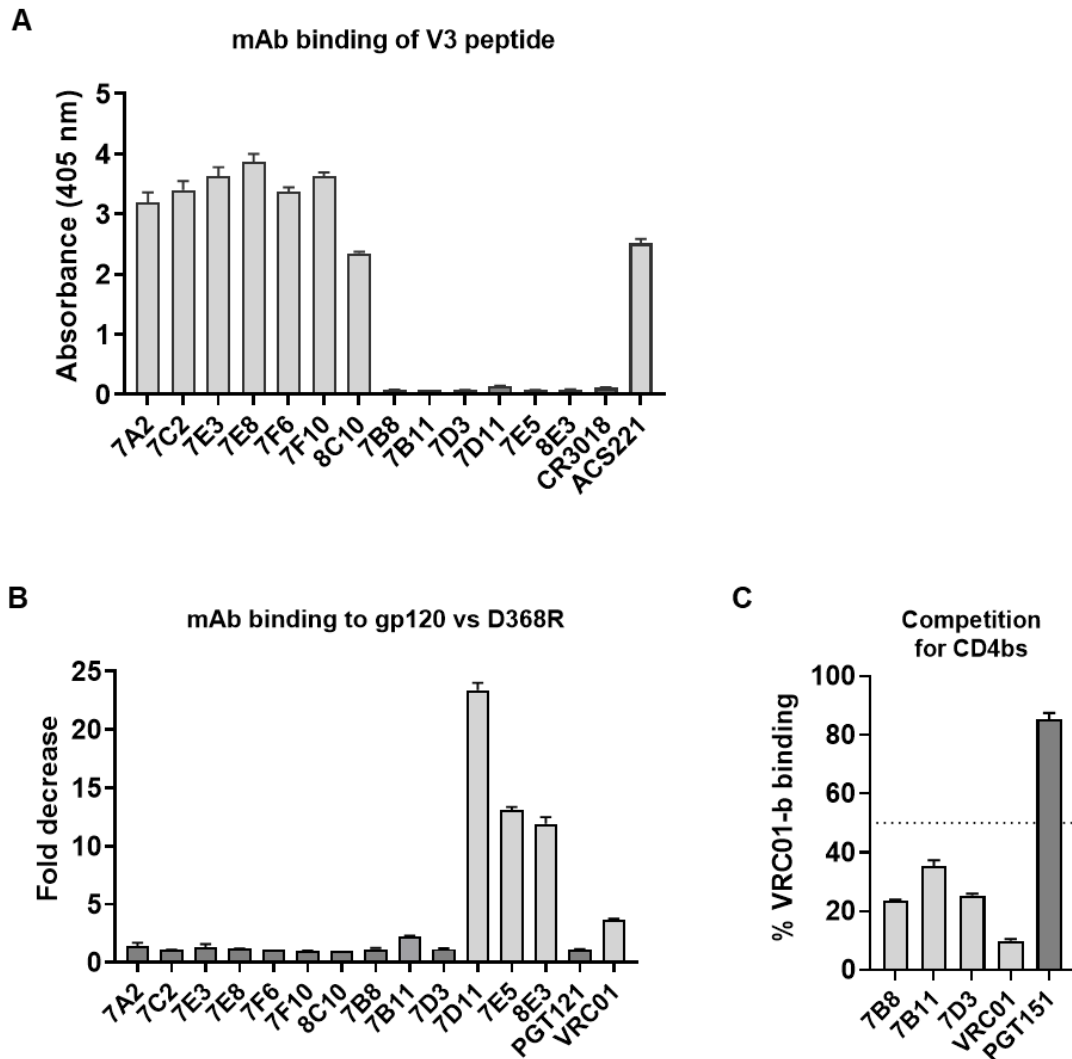 A
mAb binding of V3 peptide
Absorbance (405 nm)
5
4
3
2
1
0
7A2
7C2
7E3
7E8
7F6
7F10
8C10
7B8
7B11
7D3
7D11
7E5
8E3
CR3018
ACS221
B
mAb binding to gp120 vs D368R
Fold decrease
25
20
15
10
5
0
7A2
7C2
7E3
7E8
7F6
7F10
8C10
7B8
7B11
7D3
7D11
7E5
8E3
PGT121
VRC01
C
Competition
for CD4bs
% VRC01-b binding
100
80
60
40
20
0
7B8
7B11
7D3
VRC01
PGT151